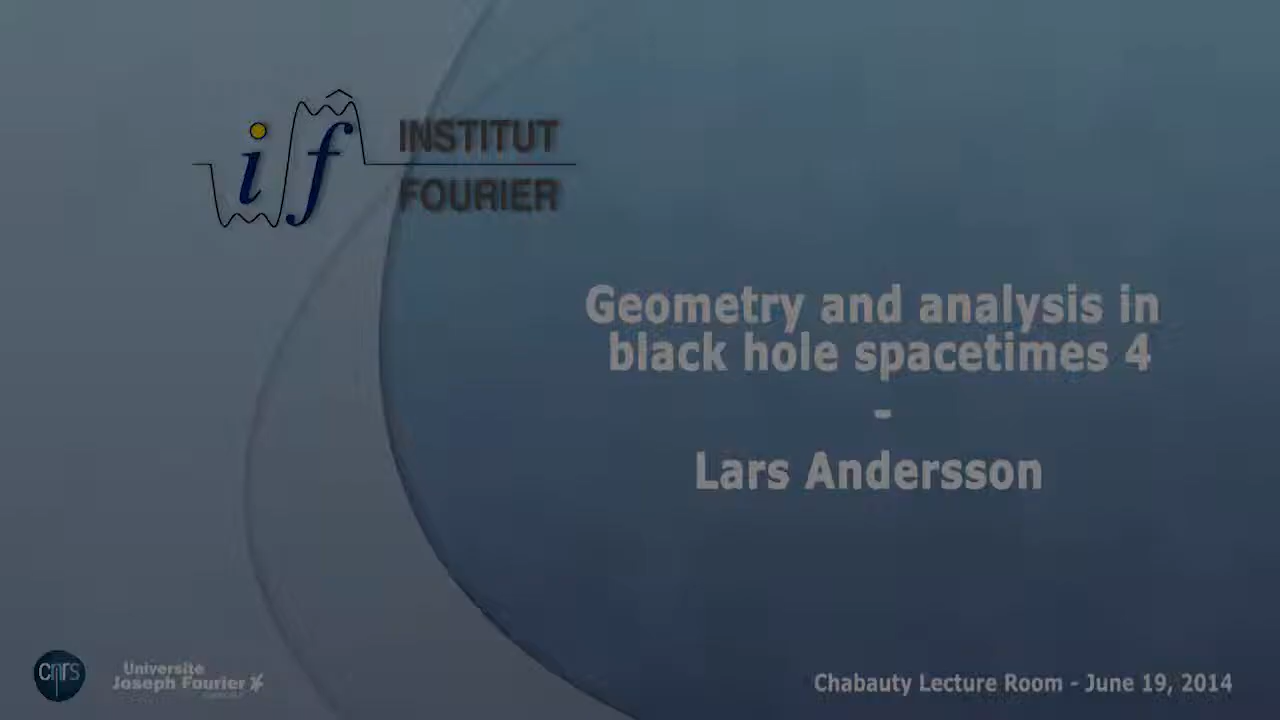 if
INSTITUT
FOURIER
Geometry and analysis in
black hole spacetimes 4
-
Lars Andersson
cnrs
Université
Joseph Fourier
Chabauty Lecture Room - June 19, 2014